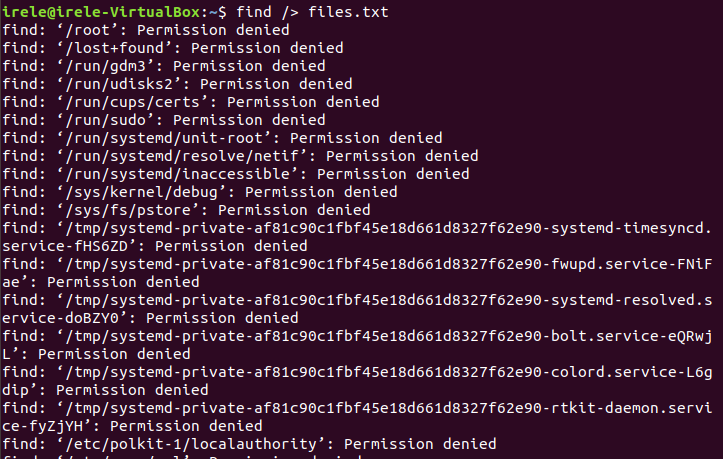 irele@irele-VirtualBox:~$ find /> files.txt
find: ‘/root’: Permission denied
find: ‘/lost+found’: Permission denied
find: ‘/run/gdm3’: Permission denied
find: ‘/run/udisks2’: Permission denied
find: ‘/run/cups/certs’: Permission denied
find: ‘/run/sudo’: Permission denied
find: ‘/run/systemd/unit-root’: Permission denied
find: ‘/run/systemd/resolve/netif’: Permission denied
find: ‘/run/systemd/inaccessible’: Permission denied
find: ‘/sys/kernel/debug’: Permission denied
find: ‘/sys/fs/pstore’: Permission denied
find: ‘/tmp/systemd-private-af81c90c1fbf45e18d661d8327f62e90-systemd-timesyncd.
service-fHS6ZD’: Permission denied
find: ‘/tmp/systemd-private-af81c90c1fbf45e18d661d8327f62e90-fwupd.service-FNiF
ae’: Permission denied
find: ‘/tmp/systemd-private-af81c90c1fbf45e18d661d8327f62e90-systemd-resolved.s
ervice-doBZY0’: Permission denied
find: ‘/tmp/systemd-private-af81c90c1fbf45e18d661d8327f62e90-bolt.service-eQRwj
L’: Permission denied
find: ‘/tmp/systemd-private-af81c90c1fbf45e18d661d8327f62e90-colord.service-L6g
dip’: Permission denied
find: ‘/tmp/systemd-private-af81c90c1fbf45e18d661d8327f62e90-rtkit-daemon.servi
ce-fyZjYH’: Permission denied
find: ‘/etc/polkit-1/localauthority’: Permission denied